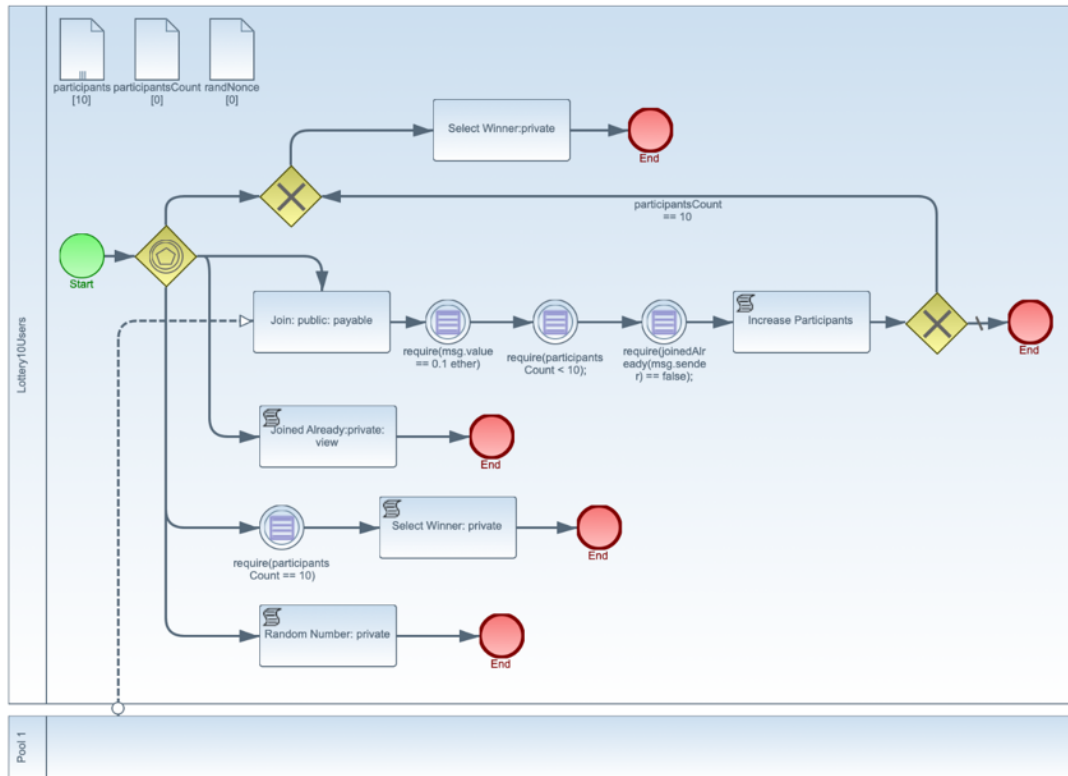 Lottery10Users
participants
[10]
participantsCount
[0]
randNonce
[0]
Select Winner:private
End
participantsCount
== 10
Start
Join: public: payable
require(msg.value
== 0.1 ether)
require(participants
Count < 10);
require(joinedAlr
eady(msg.sende
r) == false);
Increase Participants
End
Joined Already:private:
view
End
require(participants
Count == 10)
Select Winner: private
End
Random Number: private
End
Pool 1